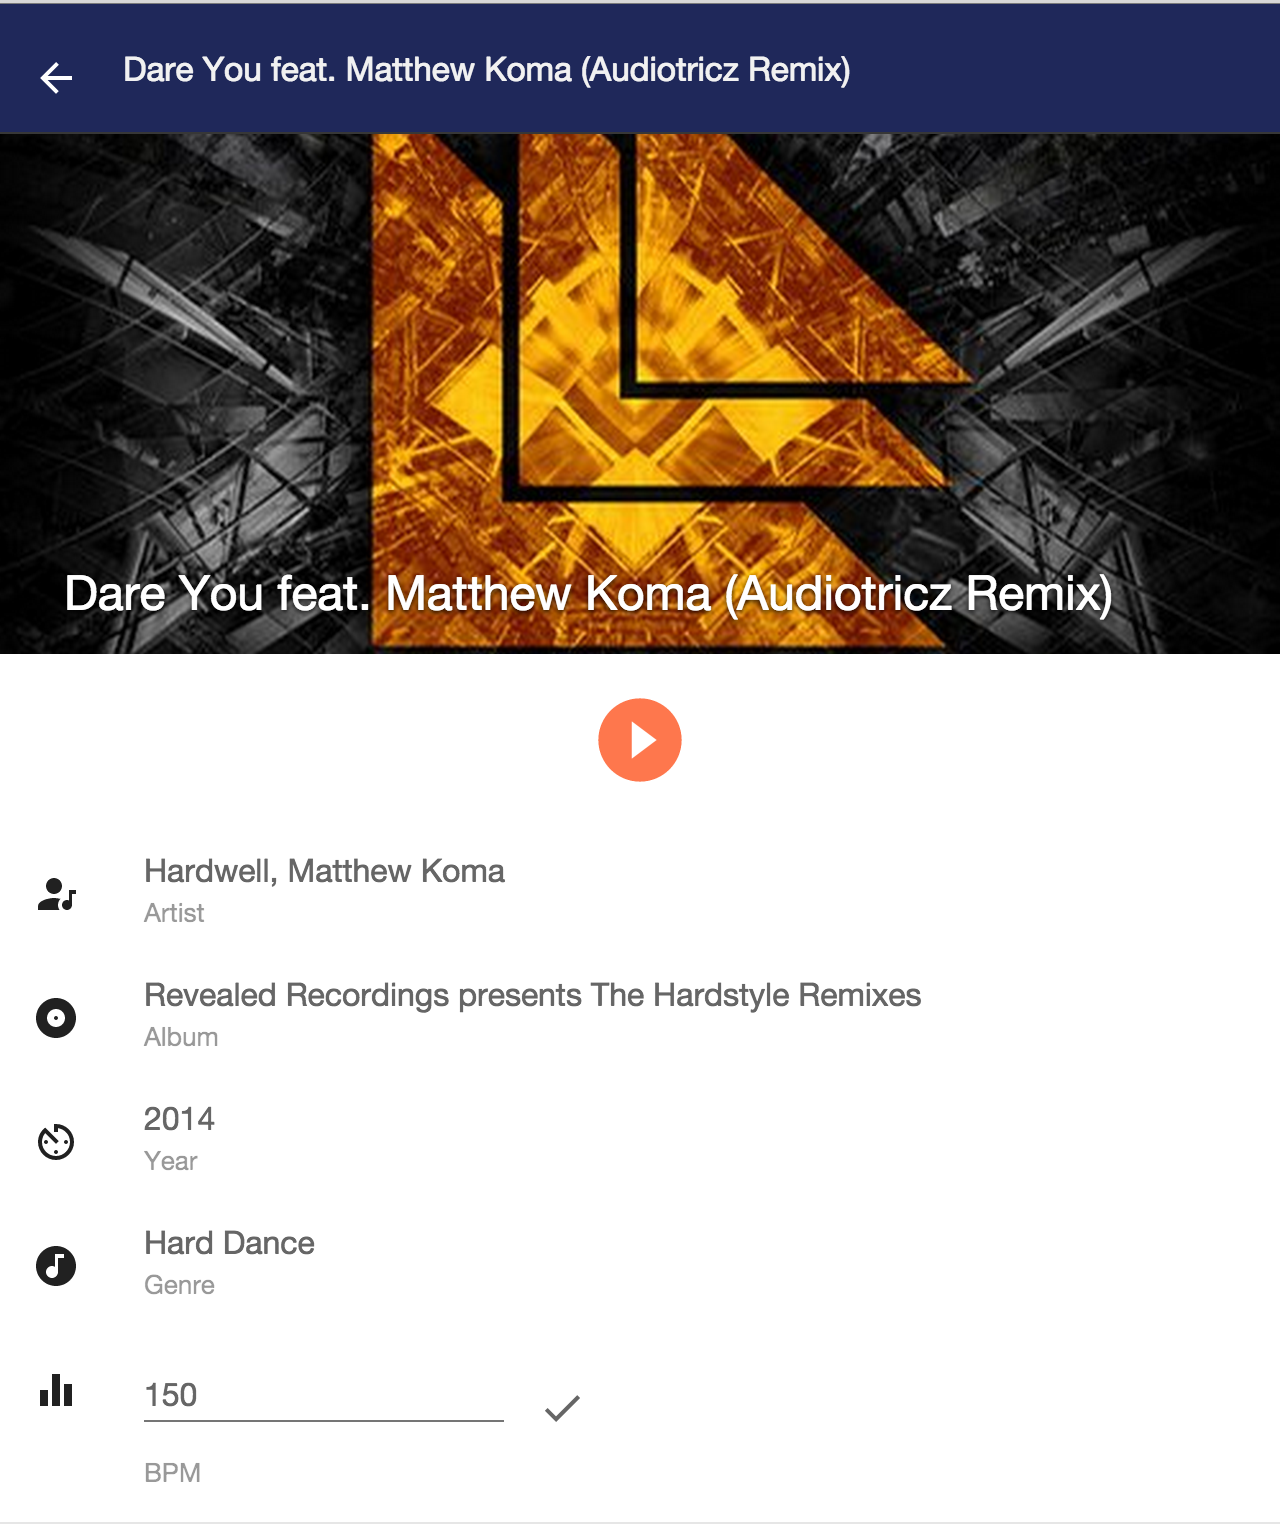 Dare You feat. Matthew Koma (Audiotricz Remix)
Dare You feat. Matthew Koma (Audiotricz Remix)
Hardwell, Matthew Koma
Artist
Revealed Recordings presents The Hardstyle Remixes
Album
2014
Year
Hard Dance
Genre
150
BPM